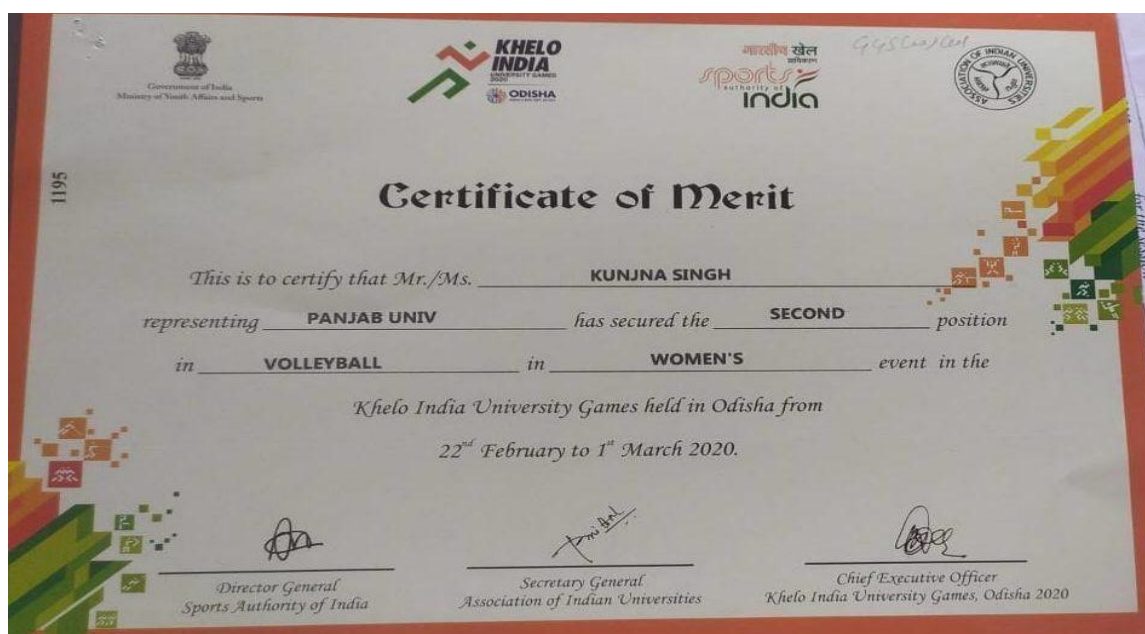 Government of India
Ministry of Youth Affairs and Sports
KHELO
INDIA
UNIVERSITY GAMES
2020
ODISHA
भारतीय खेल
प्राधिकरण
sports
authority of
india
ASSOCIATION OF INDIAN UNIVERSITIES
1195
Certificate of Merit
This is to certify that Mr./Ms. KUNJNA SINGH
representing PANJAB UNIV has secured the SECOND position
in VOLLEYBALL in WOMEN'S event in the
Khelo India University Games held in Odisha from
22nd February to 1st March 2020.
Director General
Sports Authority of India
Secretary General
Association of Indian Universities
Chief Executive Officer
Khelo India University Games, Odisha 2020